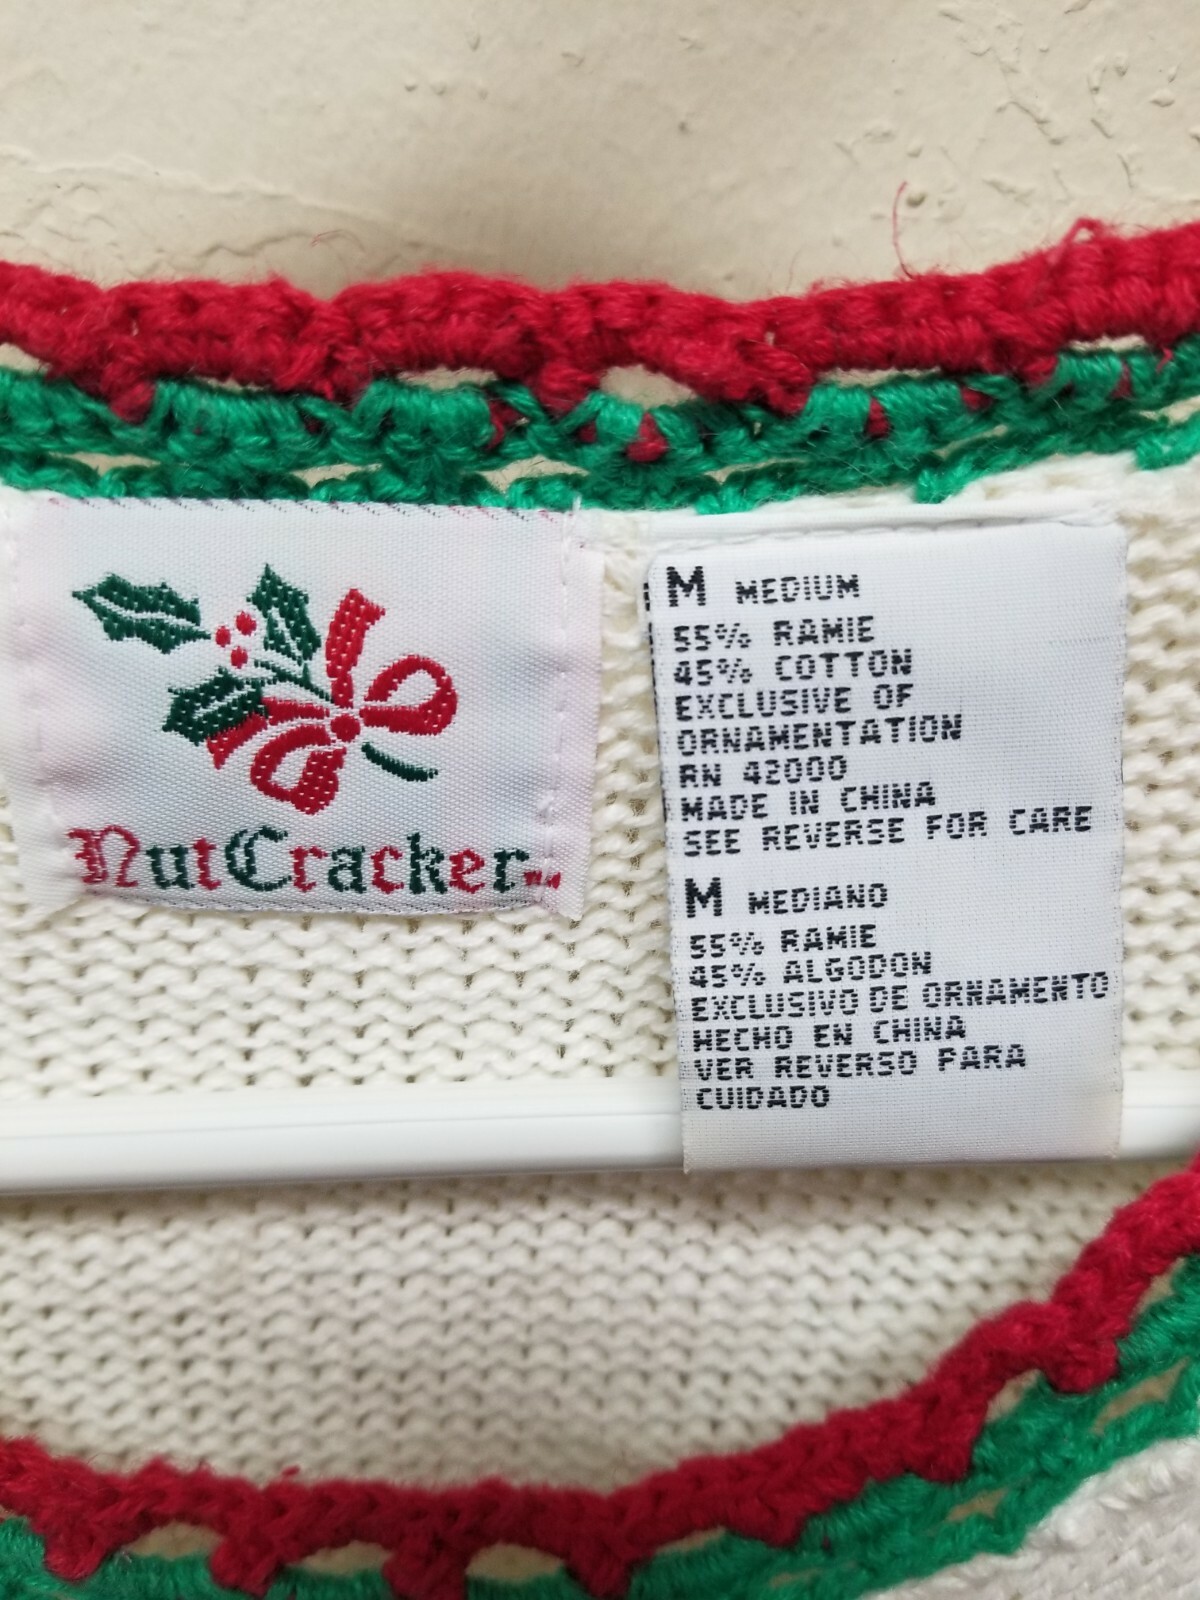 NutCracker
M MEDIUM
55% RAMIE
45% COTTON
EXCLUSIVE OF
ORNAMENTATION
RN 42000
MADE IN CHINA
SEE REVERSE FOR CARE
M MEDIANO
55% RAMIE
45% ALGODON
EXCLUSIVO DE ORNAMENTO
HECHO EN CHINA
VER REVERSO PARA
CUIDADO